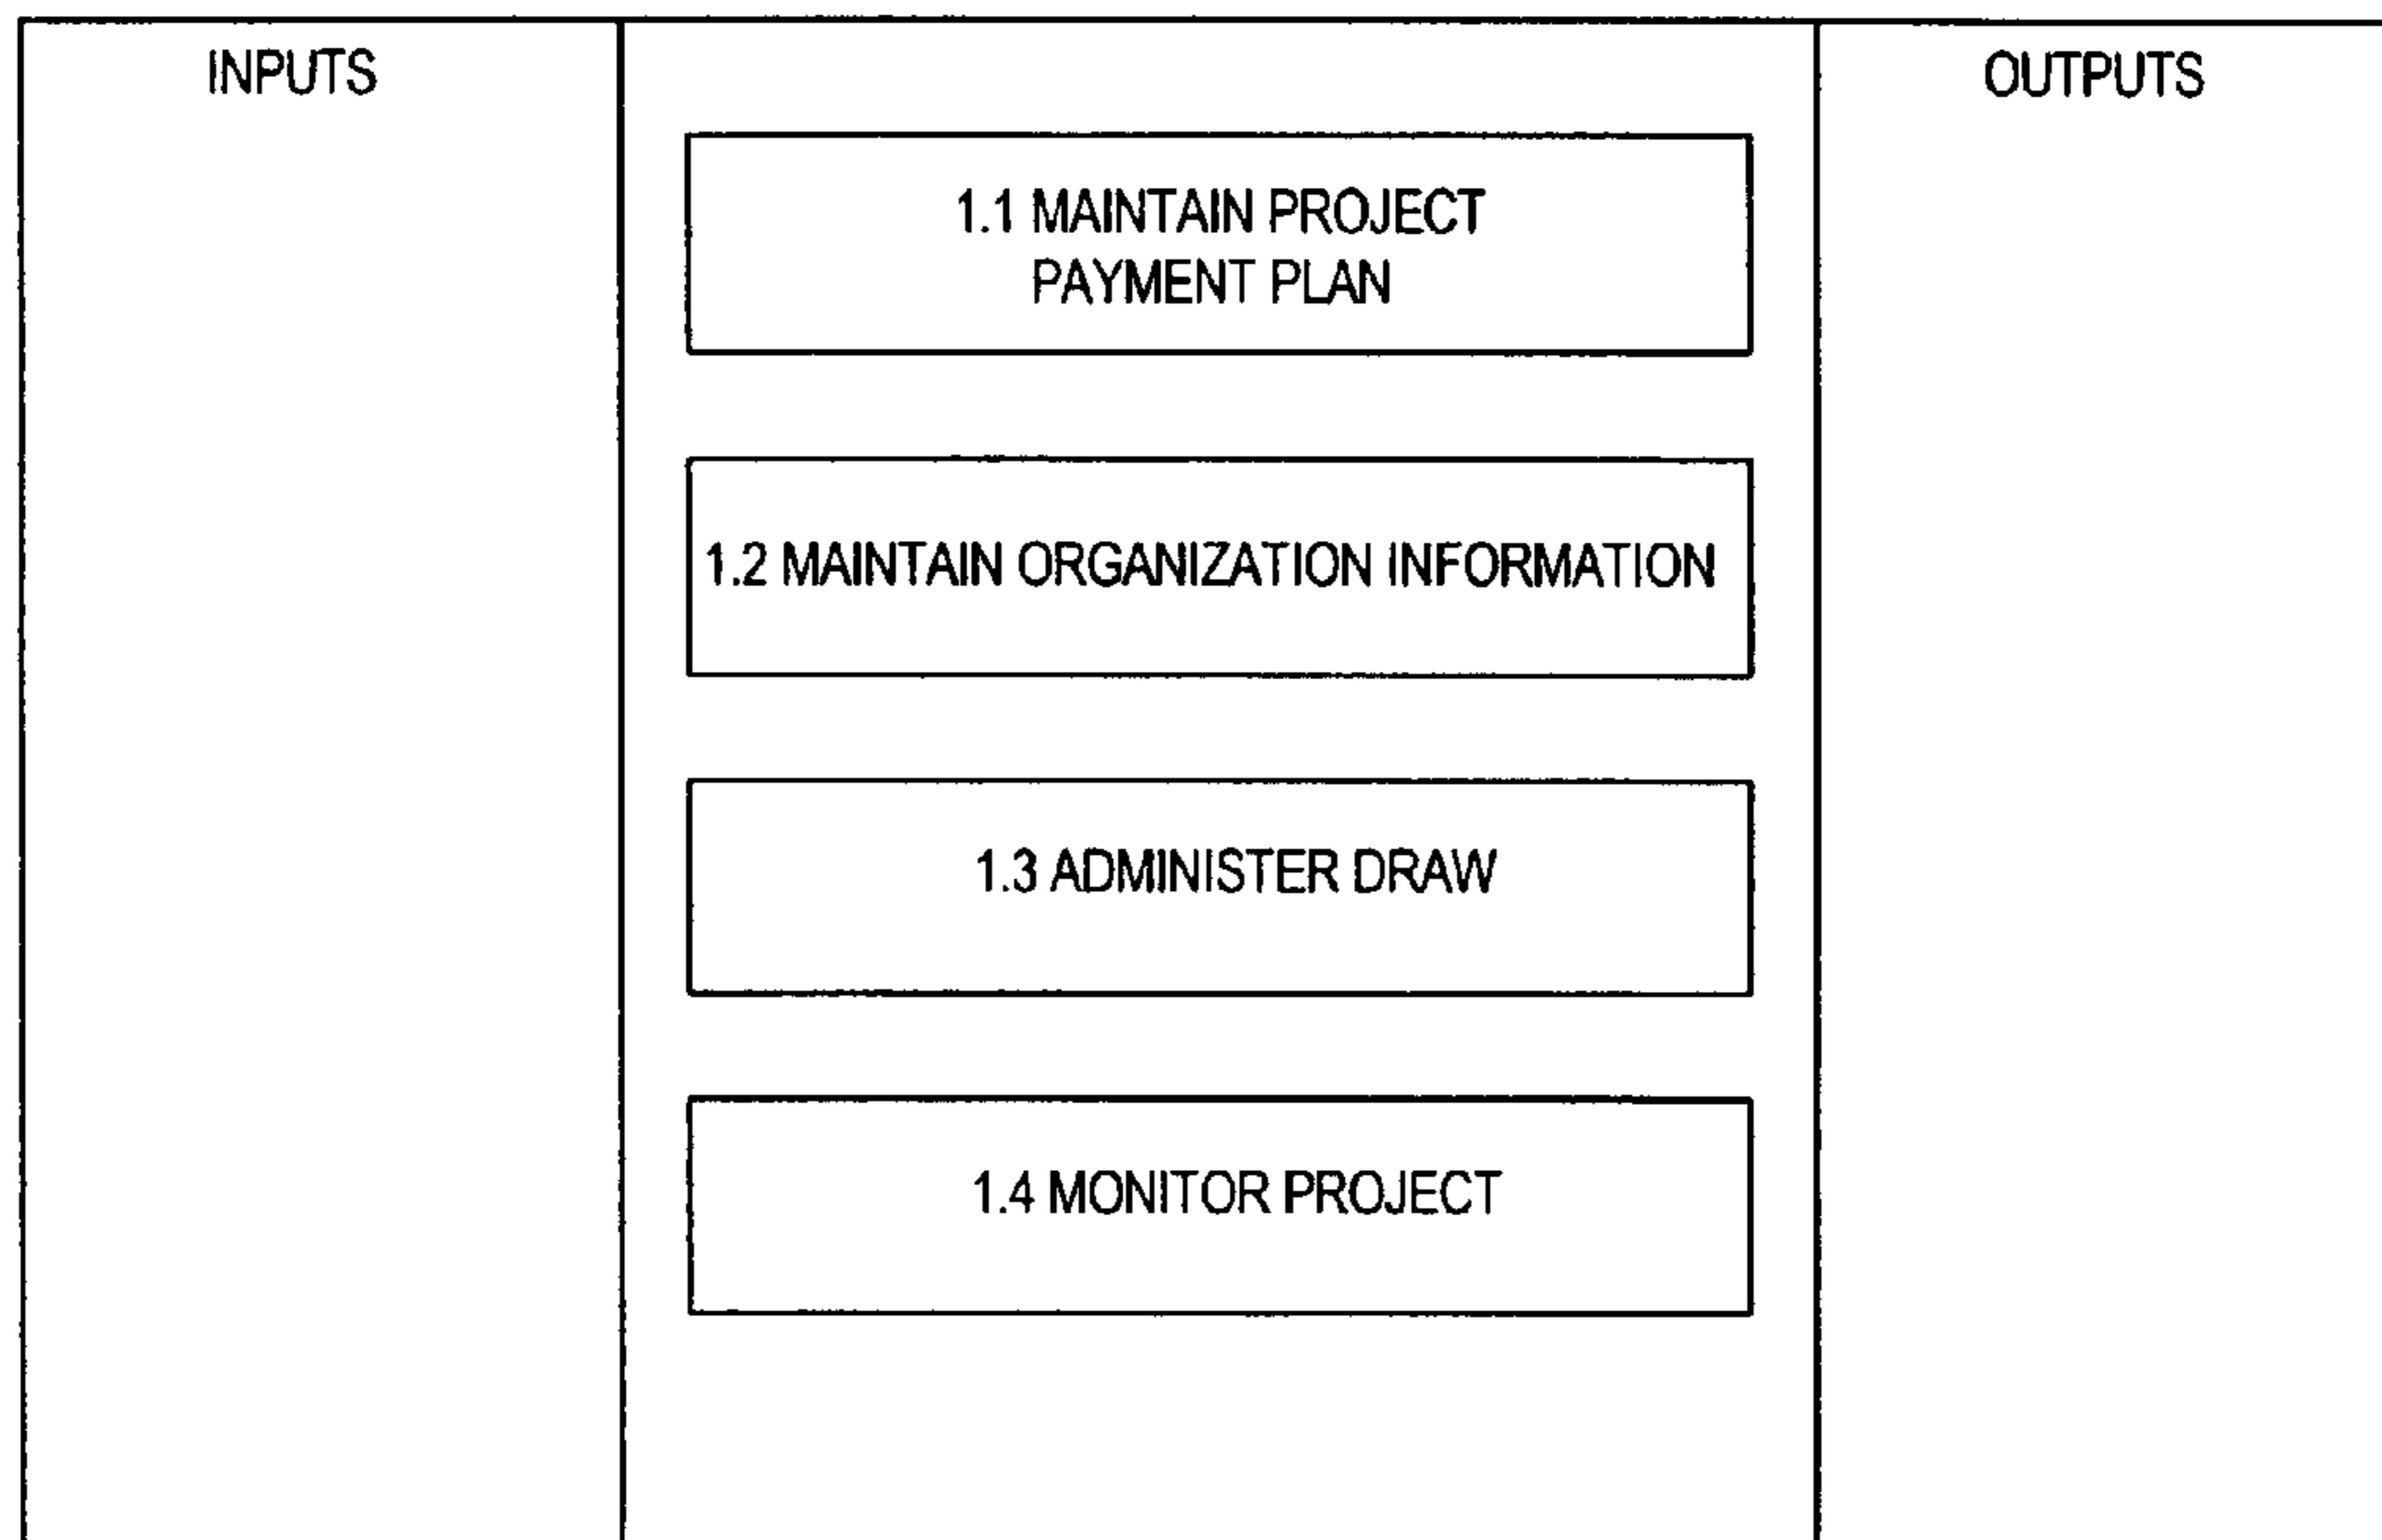 INPUTS
OUTPUTS
1.1 MAINTAIN PROJECT
PAYMENT PLAN
1.2 MAINTAIN ORGANIZATION INFORMATION
1.3 ADMINISTER DRAW
1.4 MONITOR PROJECT